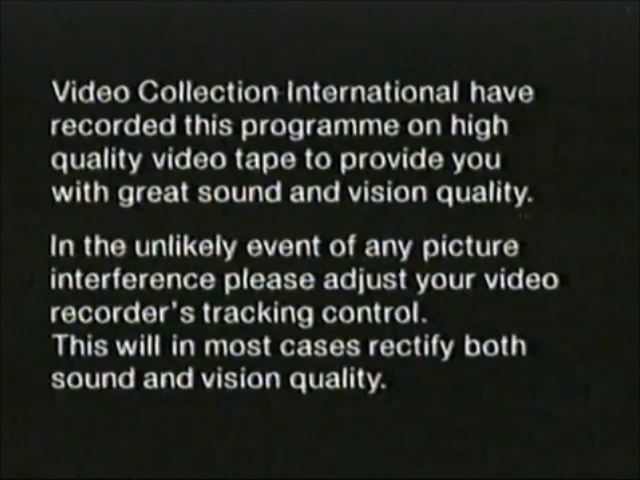 Video Collection International have
recorded this programme on high
quality video tape to provide you
with great sound and vision quality.
In the unlikely event of any picture
interference please adjust your video
recorder's tracking control.
This will in most cases rectify both
sound and vision quality.